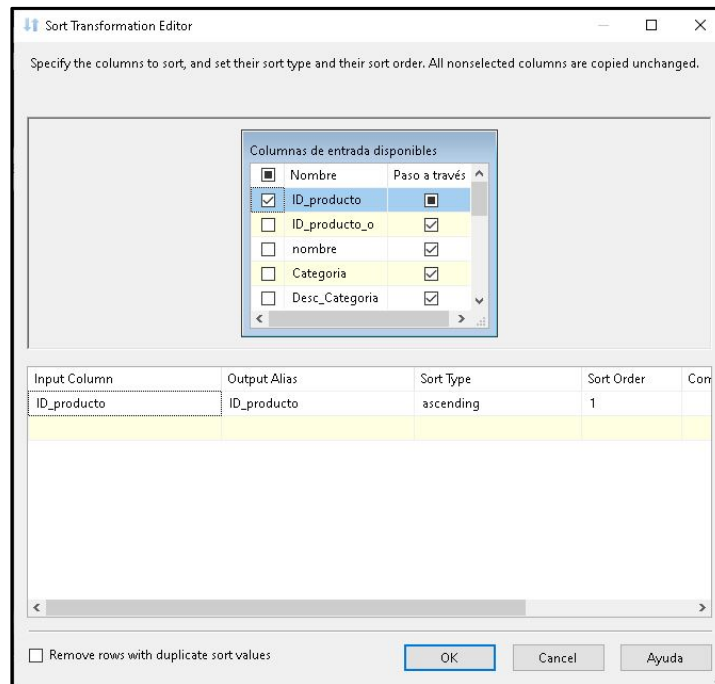 Sort Transformation Editor
Specify the columns to sort, and set their sort type and their sort order. All nonselected columns are copied unchanged.
Columnas de entrada disponibles
Nombre Paso a través
ID_producto
ID_producto_o
nombre
Categoria
Desc_Categoria
Input Column Output Alias Sort Type Sort Order Com
ID_producto ID_producto ascending 1
Remove rows with duplicate sort values OK Cancel Ayuda